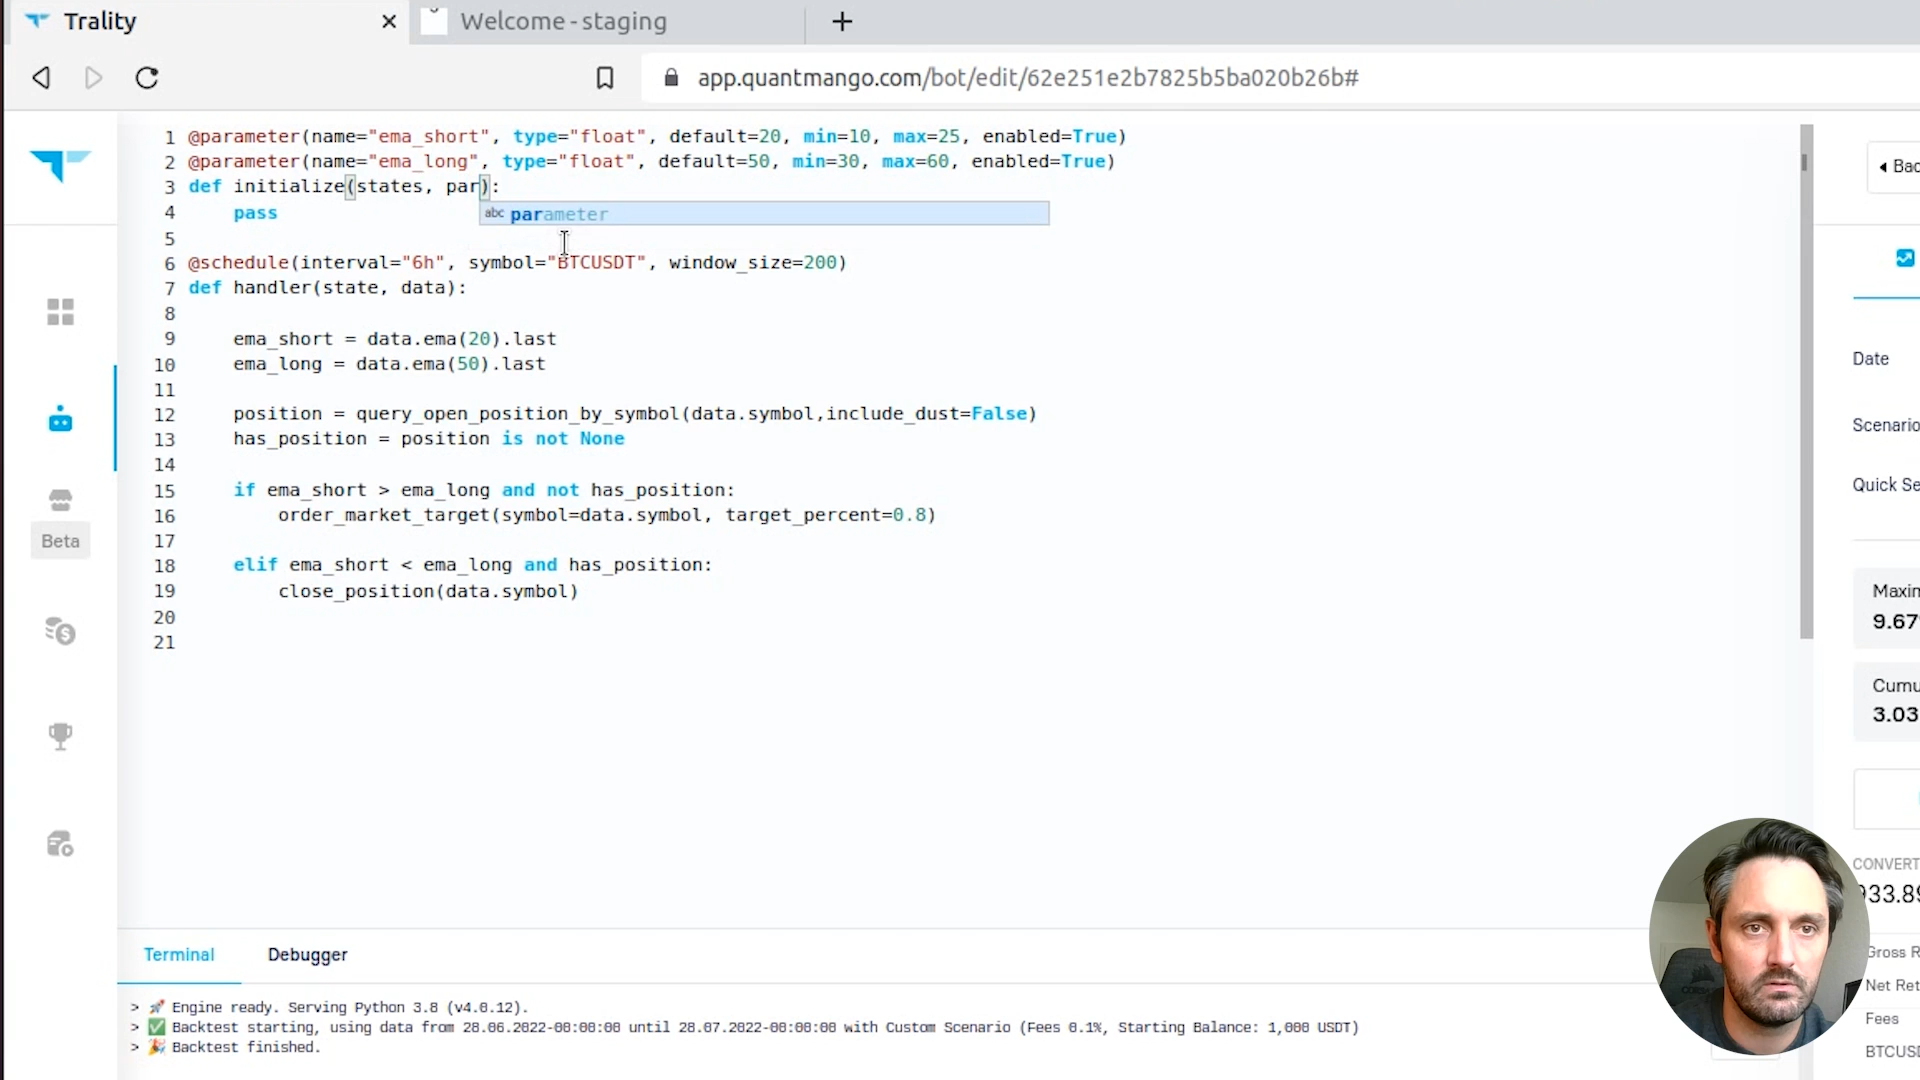 Trality
Welcome - staging
app.quantmango.com/bot/edit/62e251e2b7825b5ba020b26b#
1 @parameter(name="ema_short", type="float", default=20, min=10, max=25, enabled=True)
2 @parameter(name="ema_long", type="float", default=50, min=30, max=60, enabled=True)
3 def initialize(states, par):
abc parameter
4 pass
5
6 @schedule(interval="6h", symbol="BTCUSDT", window_size=200)
7 def handler(state, data):
8
9 ema_short = data.ema(20).last
10 ema_long = data.ema(50).last
11
12 position = query_open_position_by_symbol(data.symbol,include_dust=False)
13 has_position = position is not None
14
15 if ema_short > ema_long and not has_position:
16 order_market_target(symbol=data.symbol, target_percent=0.8)
17
18 elif ema_short < ema_long and has_position:
19 close_position(data.symbol)
20
21
Beta
Terminal
Debugger
> 🚀 Engine ready. Serving Python 3.8 (v4.0.12).
> ✅ Backtest starting, using data from 28.06.2022-00:00:00 until 28.07.2022-00:00:00 with Custom Scenario (Fees 0.1%, Starting Balance: 1,000 USDT)
> 🎉 Backtest finished.
Date
Quick Se
9.67
3.03
CONVERT
933.89
Gross R
Net Ret
Fees